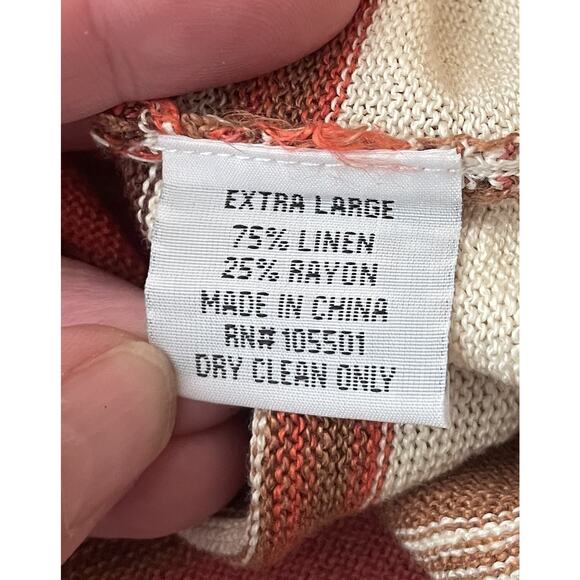 EXTRA LARGE
75% LINEN
25% RAYON
MADE IN CHINA
RN# 105501
DRY CLEAN ONLY